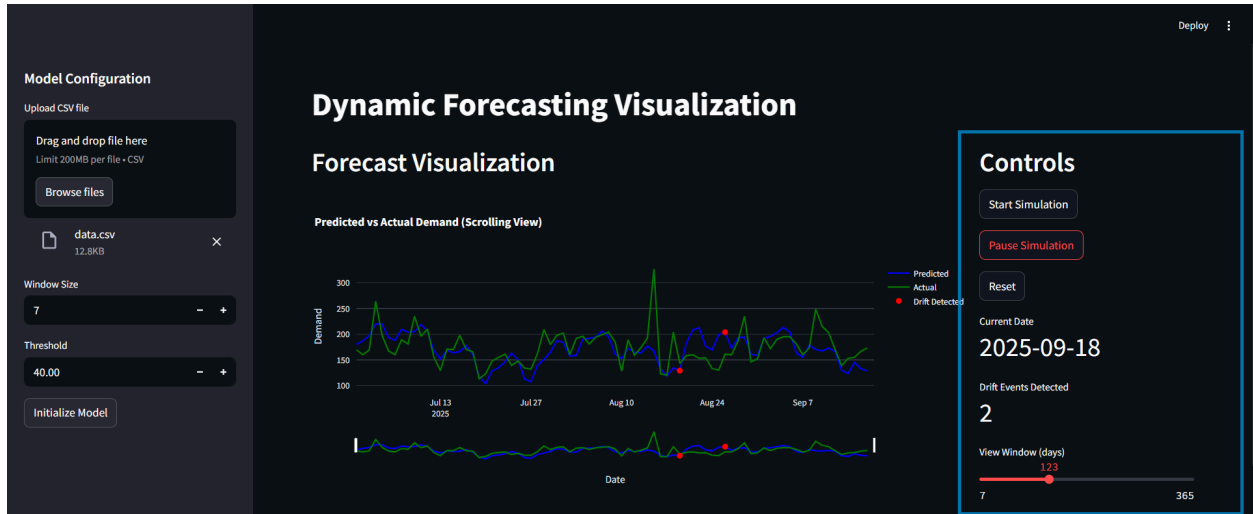 Deploy
Model Configuration
Upload CSV file
Drag and drop file here
Limit 200MB per file • CSV
Browse files
data.csv
12.8KB
Window Size
7
Threshold
40.00
Initialize Model
Dynamic Forecasting Visualization
Forecast Visualization
Predicted vs Actual Demand (Scrolling View)
Demand
300
250
200
150
100
Jul 13
2025
Jul 27
Aug 10
Aug 24
Sep 7
Date
Predicted
Actual
Drift Detected
Controls
Start Simulation
Pause Simulation
Reset
Current Date
2025-09-18
Drift Events Detected
2
View Window (days)
123
7
365